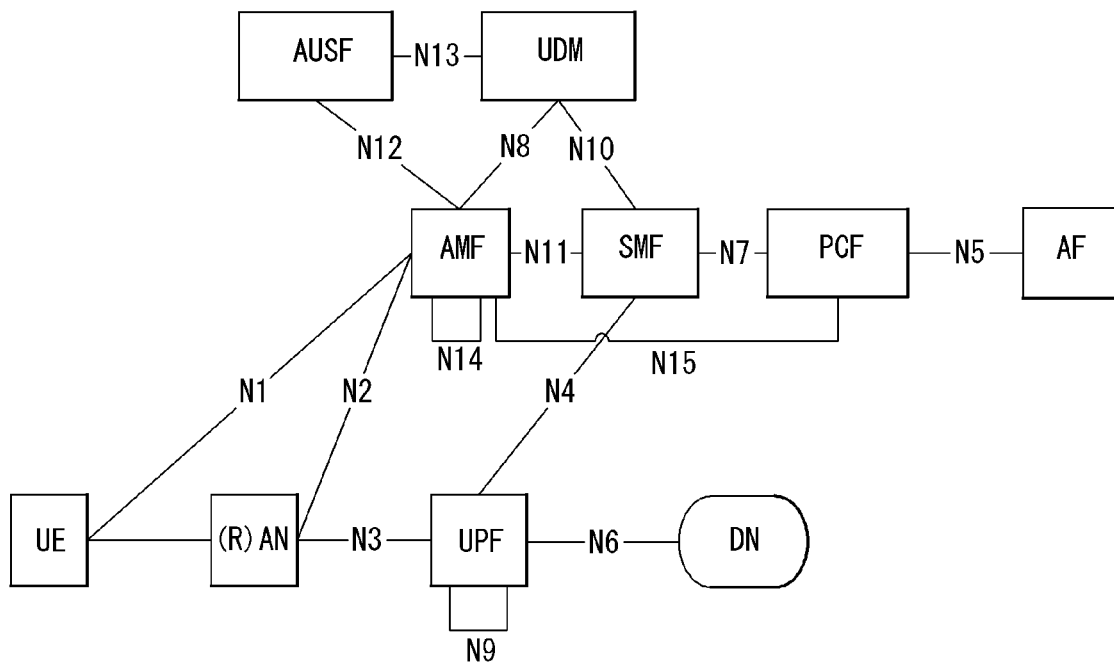 AUSF
N13
UDM
N12
N8
N10
AMF
N11
SMF
N7
PCF
N5
AF
N14
N15
N1
N2
N4
UE
(R) AN
N3
UPF
N6
DN
N9